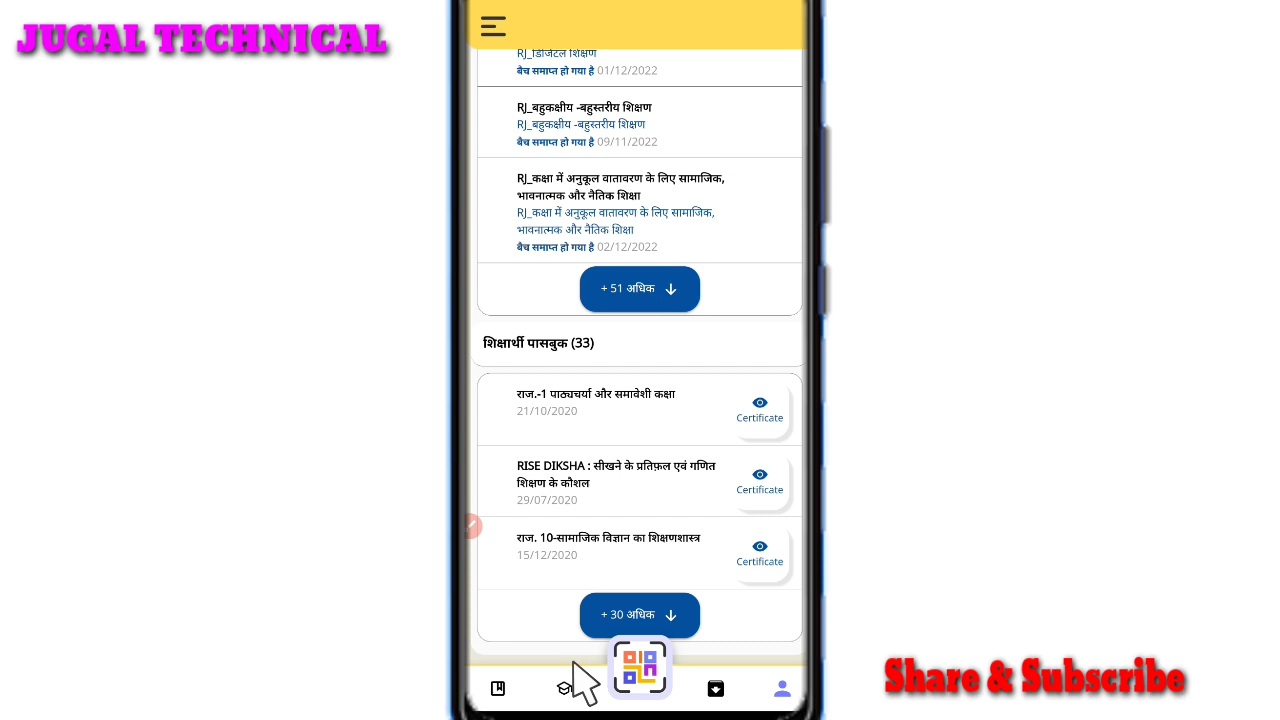 JUGAL TECHNICAL
RJ_डिजिटल शिक्षण
बैच समाप्त हो गया है 01/12/2022
RJ_बहुकक्षीय -बहुस्तरीय शिक्षण
RJ_बहुकक्षीय -बहुस्तरीय शिक्षण
बैच समाप्त हो गया है 09/11/2022
RJ_कक्षा में अनुकूल वातावरण के लिए सामाजिक,
भावनात्मक और नैतिक शिक्षा
RJ_कक्षा में अनुकूल वातावरण के लिए सामाजिक,
भावनात्मक और नैतिक शिक्षा
बैच समाप्त हो गया है 02/12/2022
+ 51 अधिक
शिक्षार्थी पासबुक (33)
राज.-1 पाठ्यचर्या और समावेशी कक्षा
21/10/2020
Certificate
RISE DIKSHA : सीखने के प्रतिफ़ल एवं गणित
शिक्षण के कौशल
29/07/2020
Certificate
राज. 10-सामाजिक विज्ञान का शिक्षणशास्त्र
15/12/2020
Certificate
+ 30 अधिक
Share & Subscribe